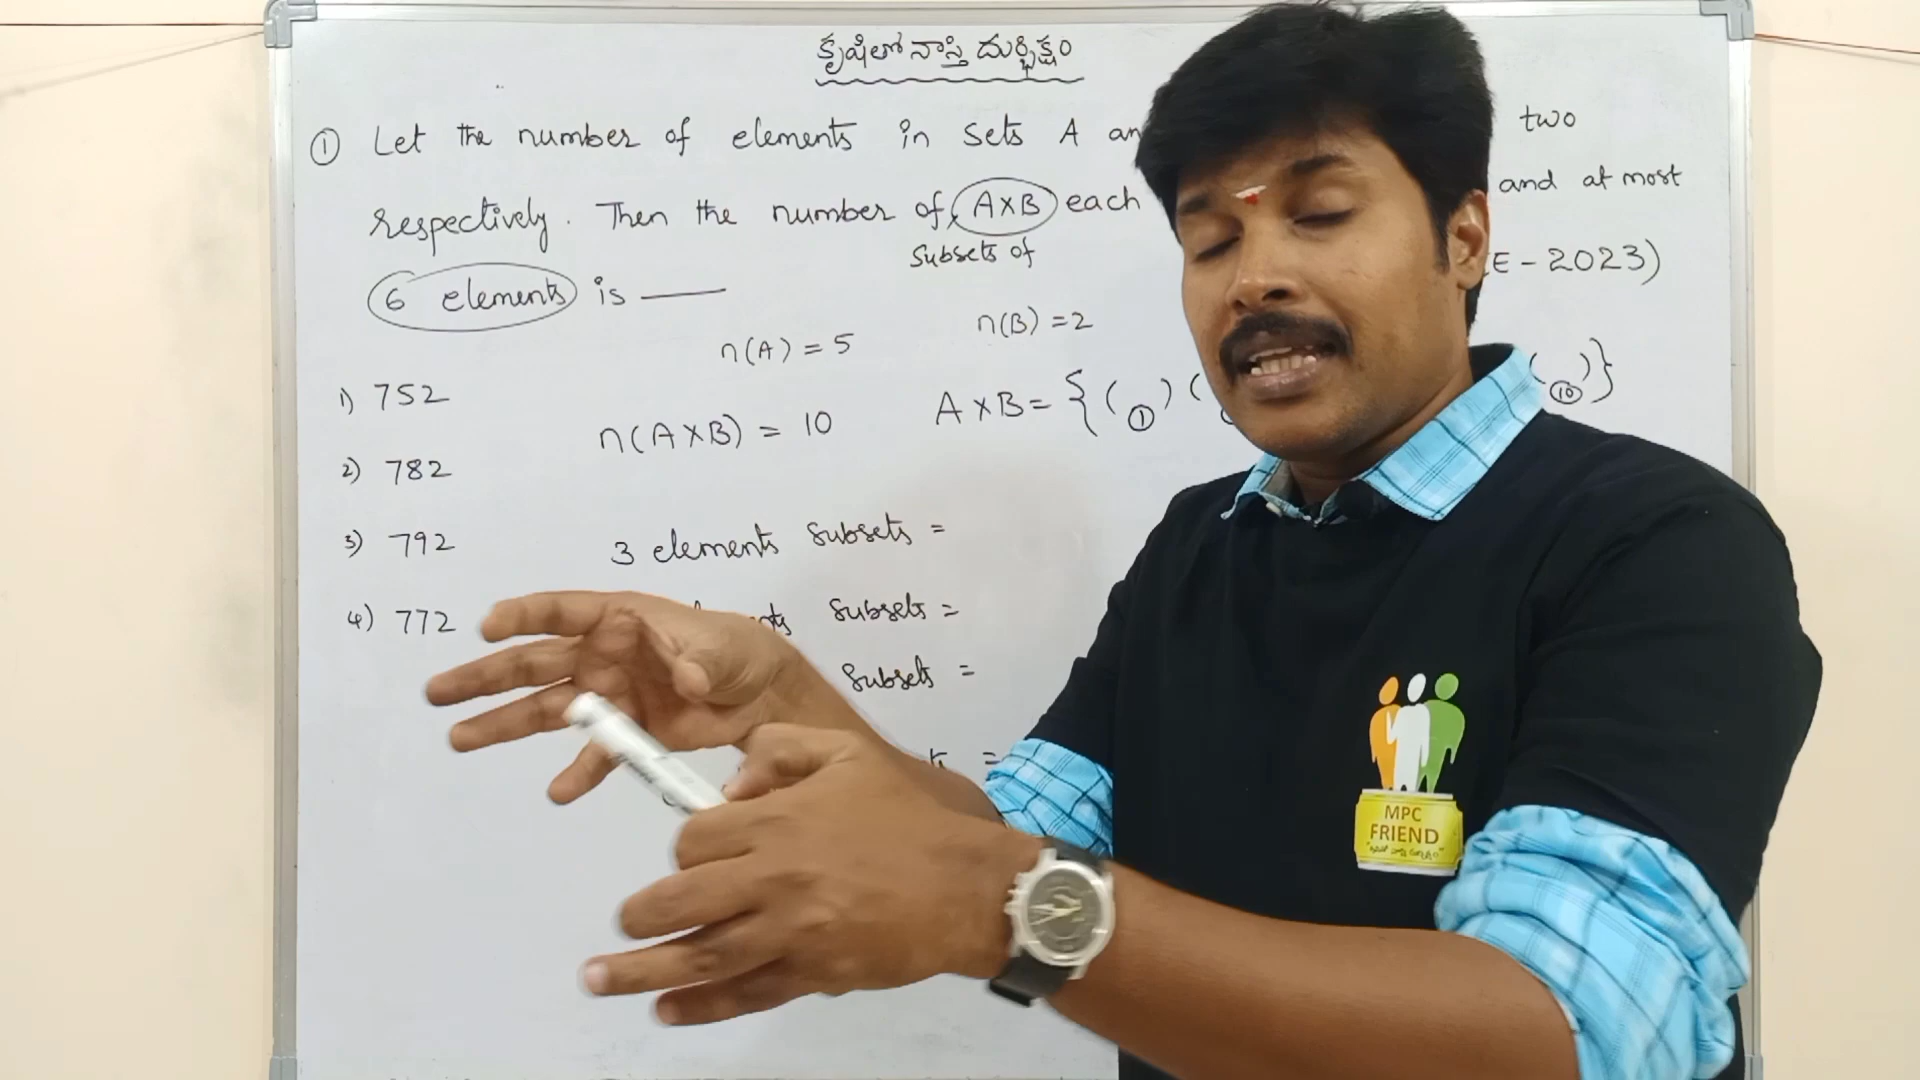 కృషితో నాస్తి దుర్భిక్షం
① Let the number of elements in sets A an two
respectively. Then the number of A×B each and at most
subsets of
6 elements is ——— E-2023)
n(A) = 5
n(B) = 2
1) 752
n(A×B) = 10
A×B = { ( ① ) ( ( ⑩ ) }
2) 782
3) 792
3 elements subsets =
4) 772
subsets =
subsets =
=
MPC
FRIEND